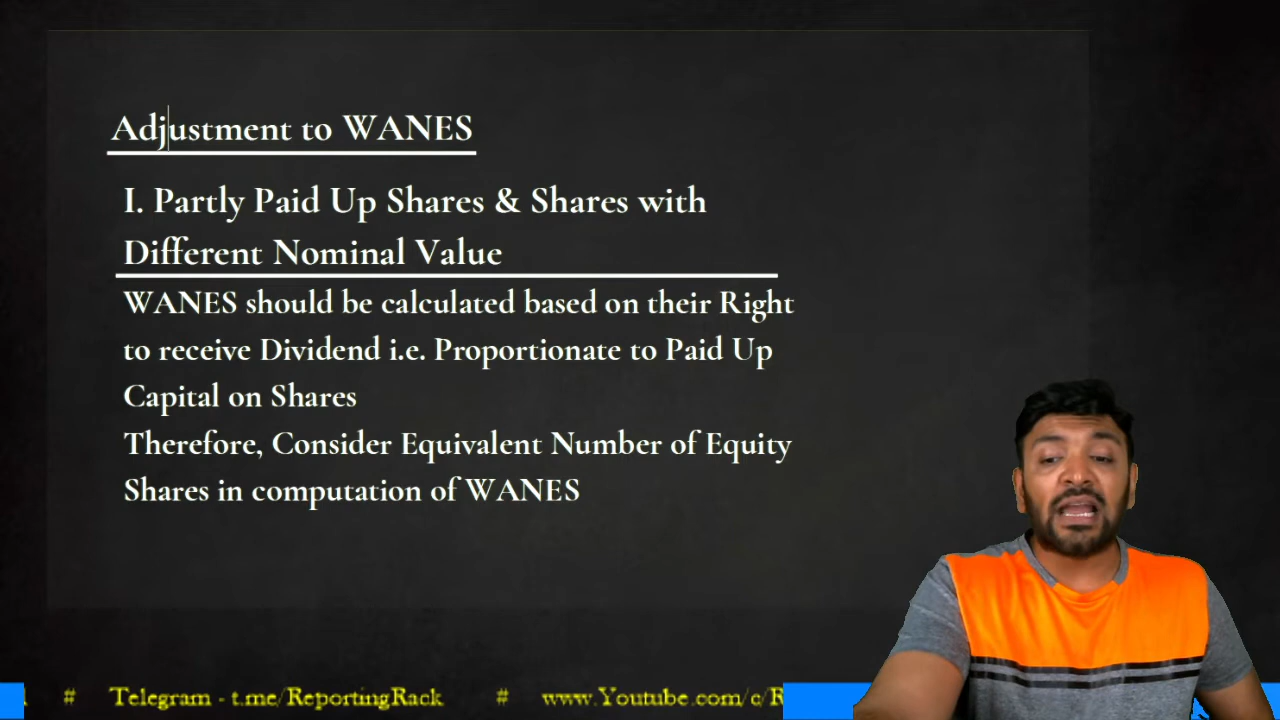 Adjustment to WANES
I. Partly Paid Up Shares & Shares with
Different Nominal Value
WANES should be calculated based on their Right
to receive Dividend i.e. Proportionate to Paid Up
Capital on Shares
Therefore, Consider Equivalent Number of Equity
Shares in computation of WANES
# Telegram - t.me/ReportingRack # www.Youtube.com/c/R